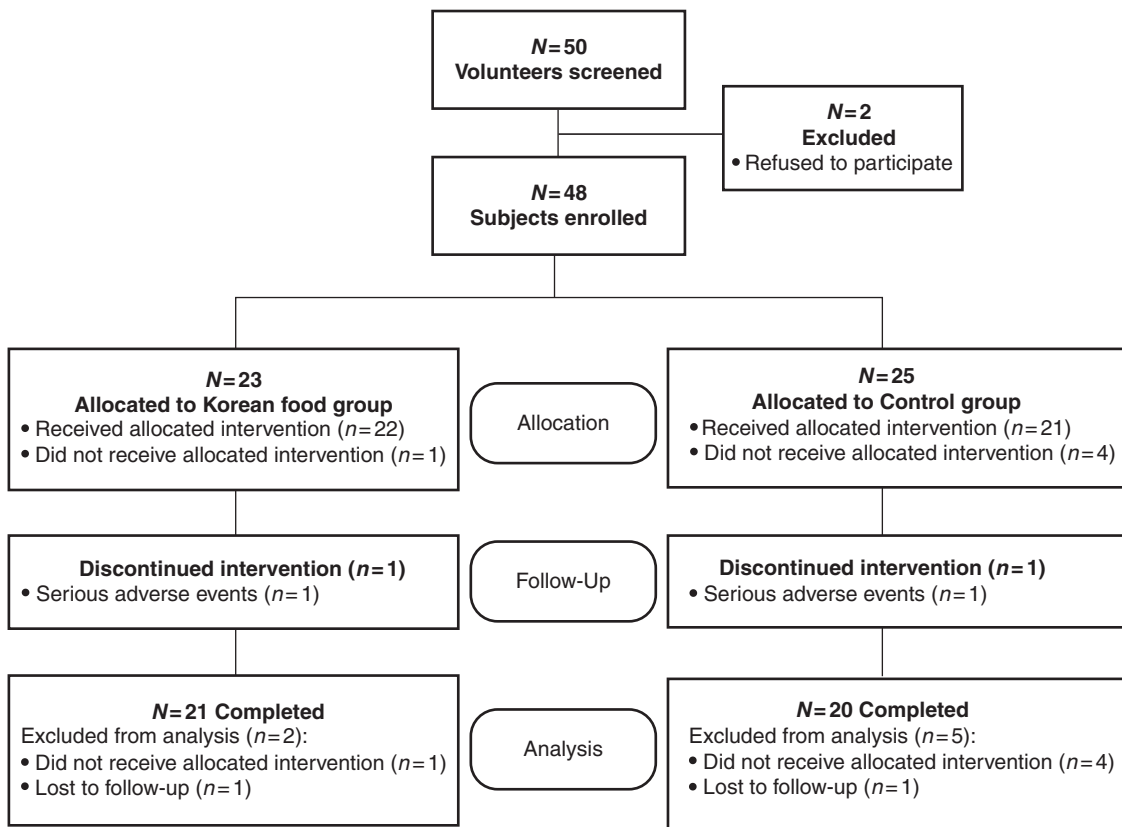 N=50
Volunteers screened
N=2
Excluded
• Refused to participate
N=48
Subjects enrolled
N=23
Allocated to Korean food group
• Received allocated intervention (n=22)
• Did not receive allocated intervention (n=1)
Allocation
N=25
Allocated to Control group
• Received allocated intervention (n=21)
• Did not receive allocated intervention (n=4)
Discontinued intervention (n=1)
• Serious adverse events (n=1)
Follow-Up
Discontinued intervention (n=1)
• Serious adverse events (n=1)
N=21 Completed
Excluded from analysis (n=2):
• Did not receive allocated intervention (n=1)
• Lost to follow-up (n=1)
Analysis
N=20 Completed
Excluded from analysis (n=5):
• Did not receive allocated intervention (n=4)
• Lost to follow-up (n=1)